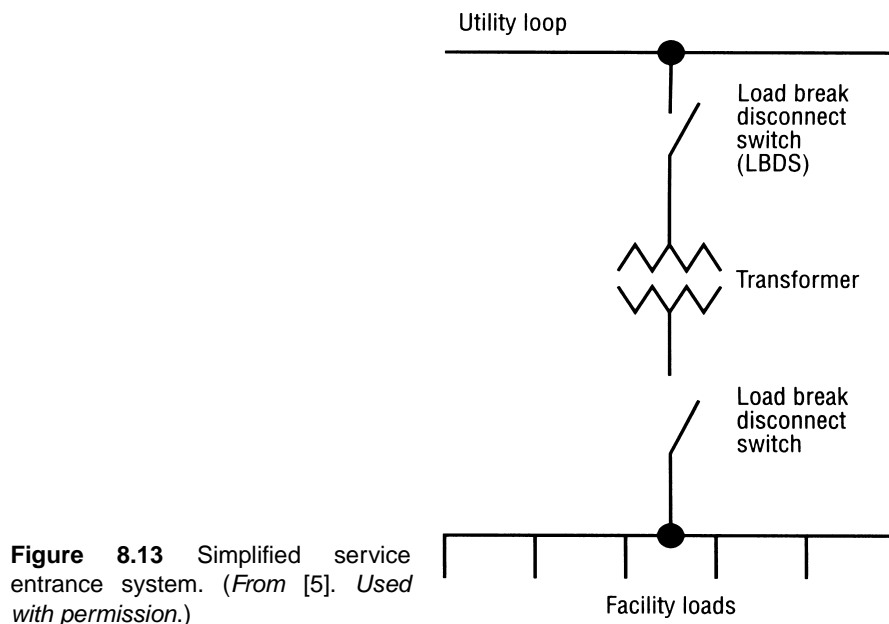 Utility loop
Load break
disconnect
switch
(LBDS)
Transformer
Load break
disconnect
switch
Facility loads
Figure 8.13 Simplified service
entrance system. (From [5]. Used
with permission.)